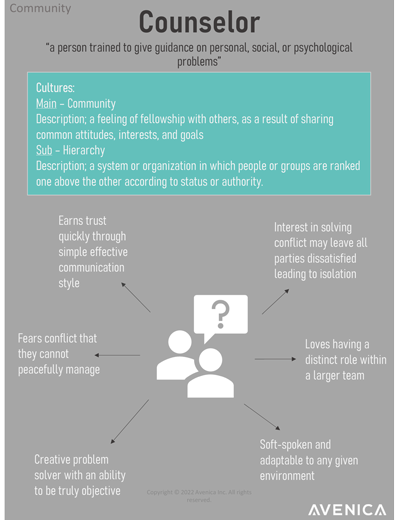 Community
Counselor
"a person trained to give guidance on personal, social, or psychological
problems"
Cultures:
Main – Community
Description; a feeling of fellowship with others, as a result of sharing
common attitudes, interests, and goals
Sub – Hierarchy
Description; a system or organization in which people or groups are ranked
one above the other according to status or authority.
Earns trust
quickly through
simple effective
communication
style
Interest in solving
conflict may leave all
parties dissatisfied
leading to isolation
?
Fears conflict that
they cannot
peacefully manage
Loves having a
distinct role within
a larger team
Creative problem
solver with an ability
to be truly objective
Soft-spoken and
adaptable to any given
environment
Copyright © 2022 Avenica Inc. All rights
reserved.
AVENICA